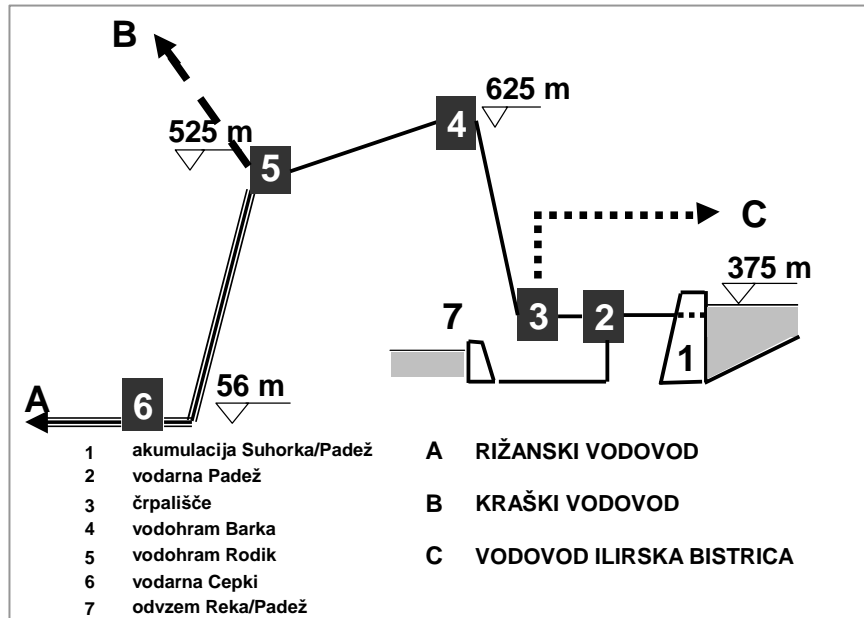 B
625 m
4
525 m
5
C
375 m
7
3
2
1
A
6
56 m
1 akumulacija Suhorka/Padež
2 vodarna Padež
3 črpališče
4 vodohram Barka
5 vodohram Rodik
6 vodarna Cepki
7 odvzem Reka/Padež
A RIŽANSKI VODOVOD
B KRAŠKI VODOVOD
C VODOVOD ILIRSKA BISTRICA